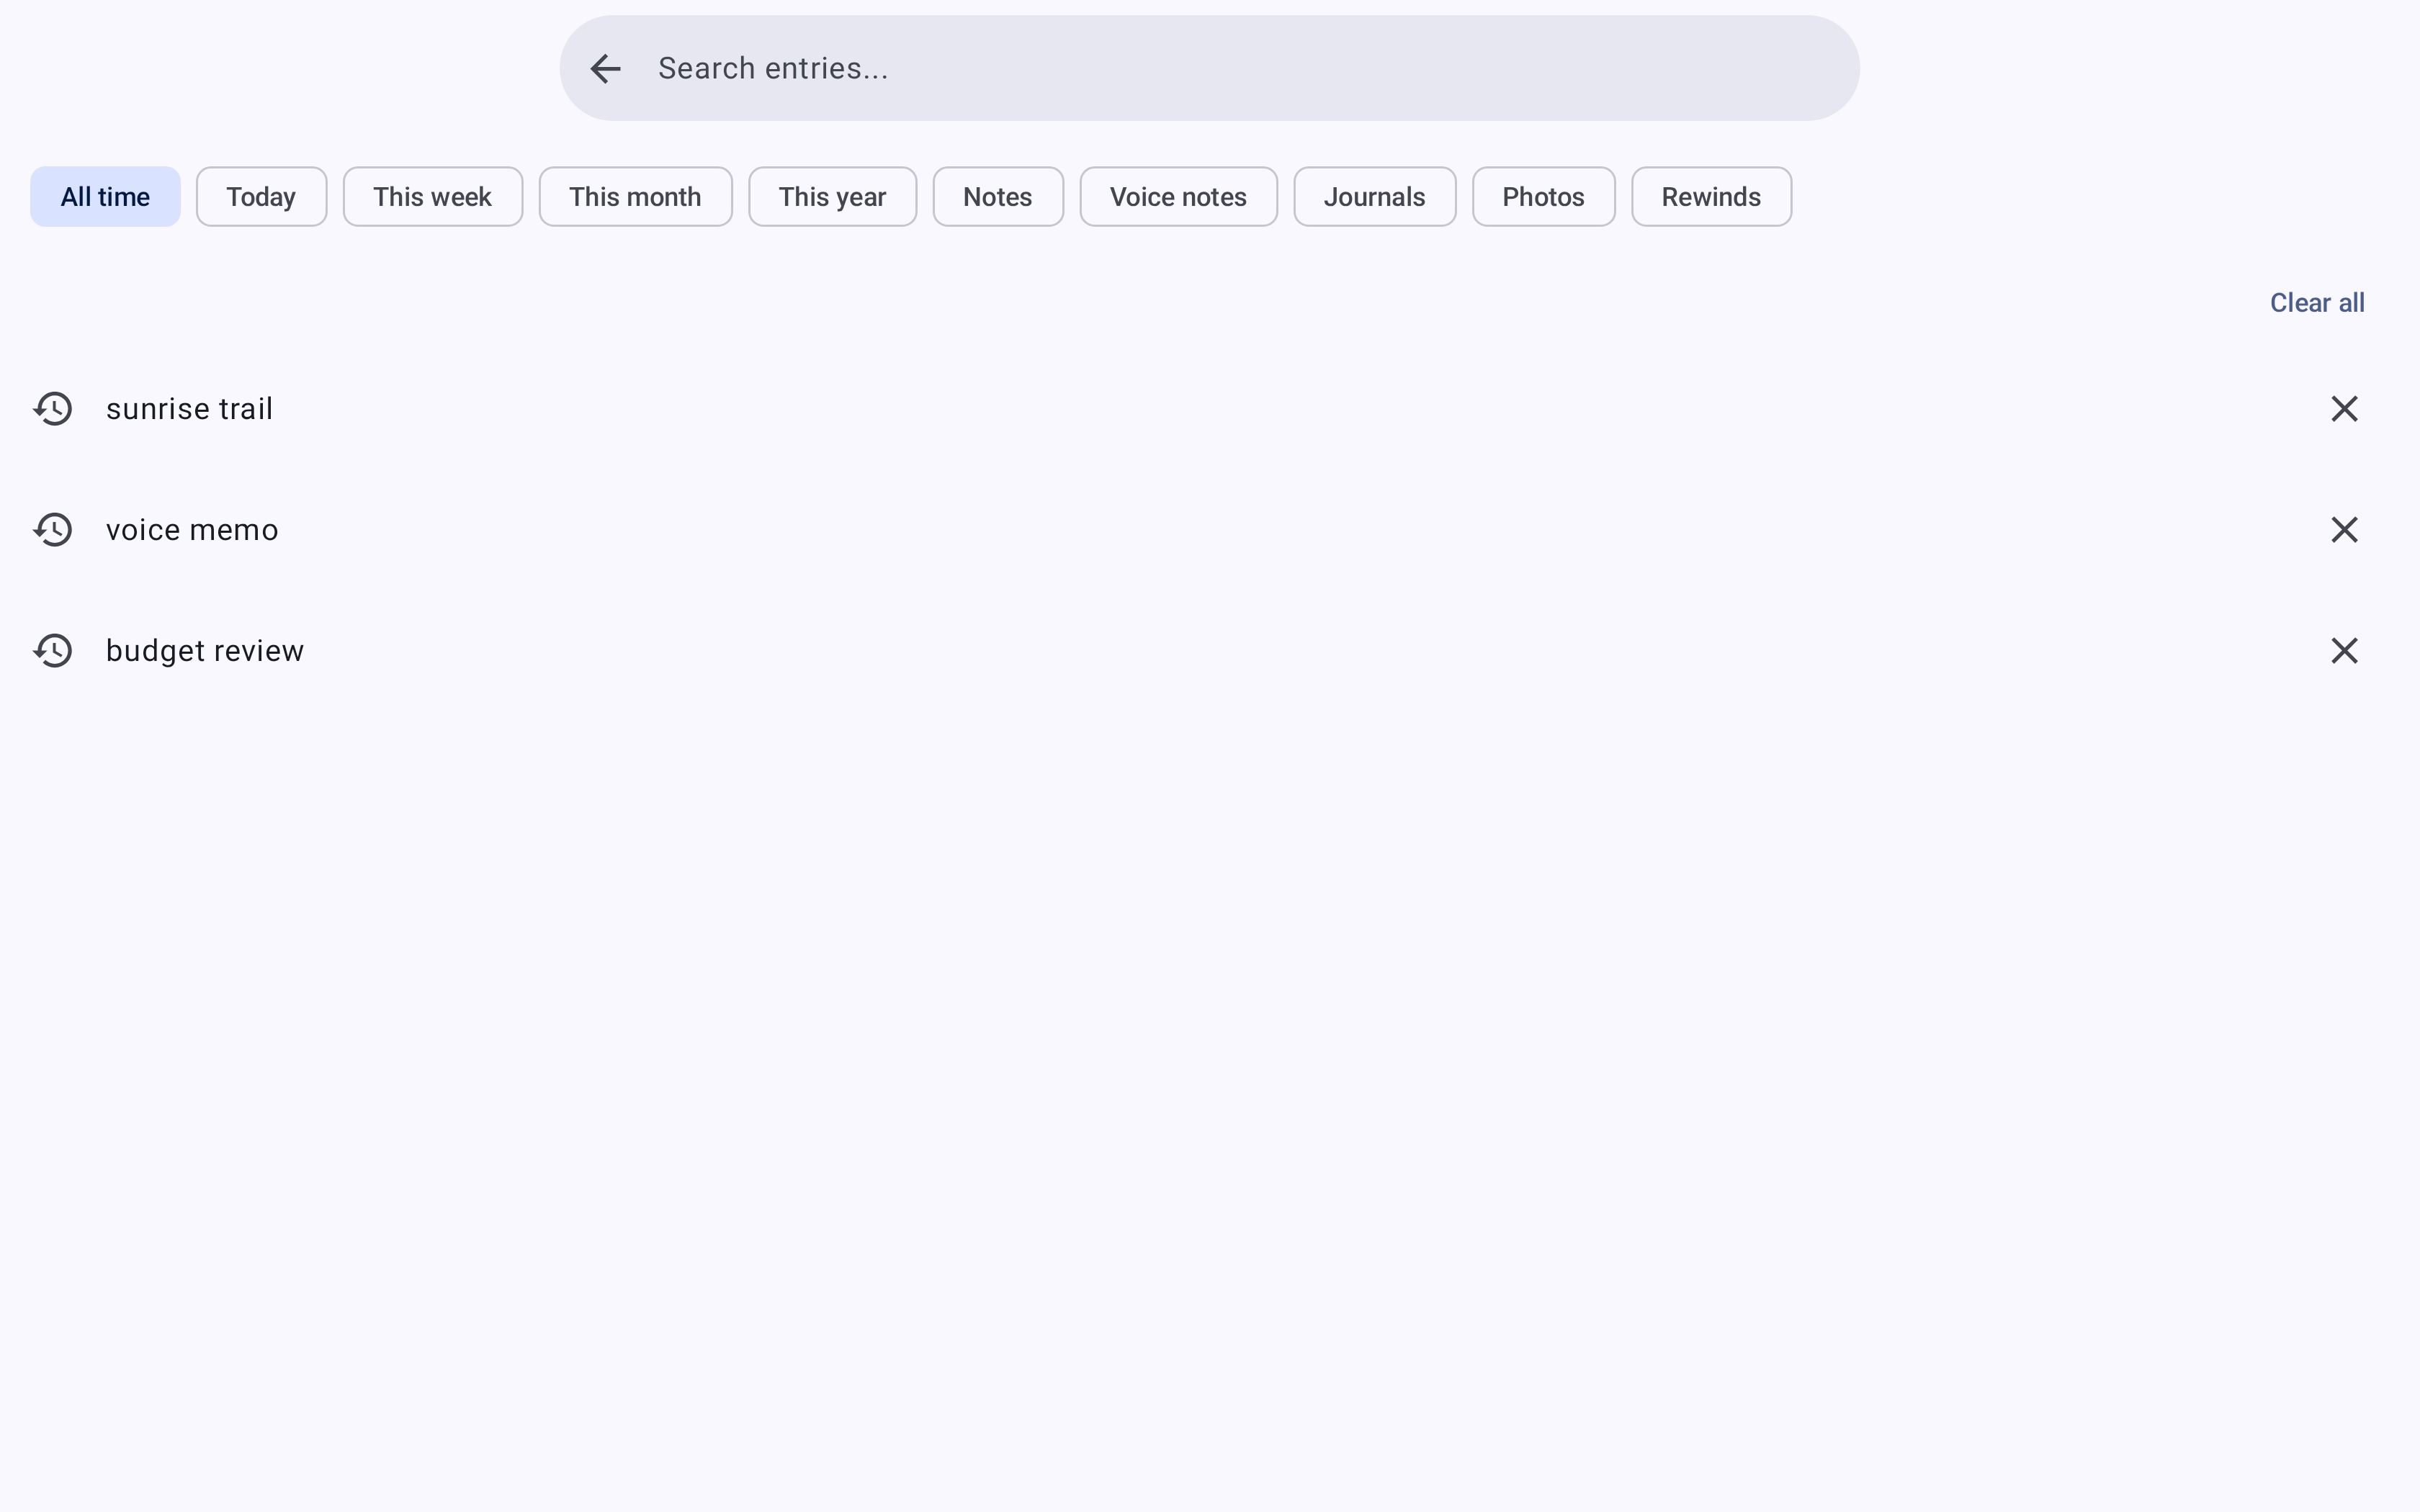 Search entries...
All time Today This week This month This year Notes Voice notes Journals Photos Rewinds
Clear all
sunrise trail
voice memo
budget review